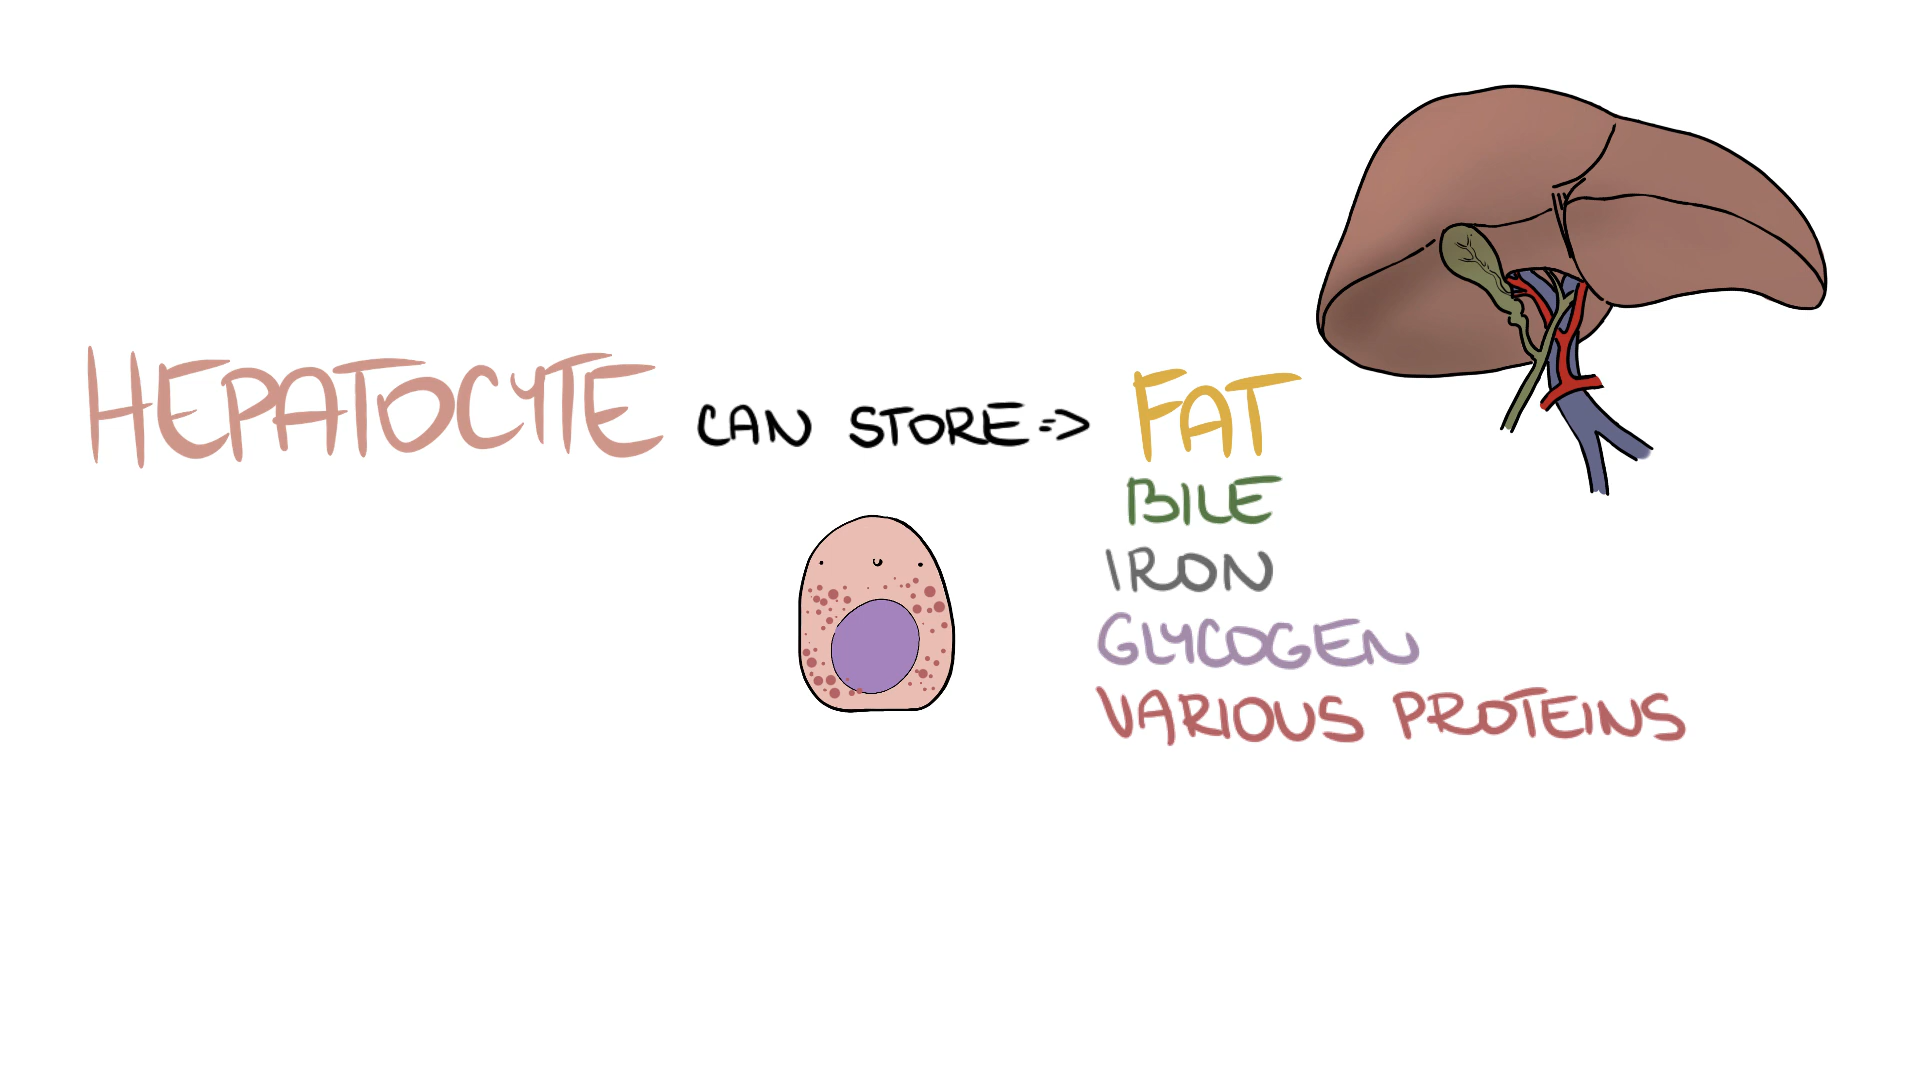 HEPATOCYTE CAN STORE => FAT
BILE
IRON
GLYCOGEN
VARIOUS PROTEINS